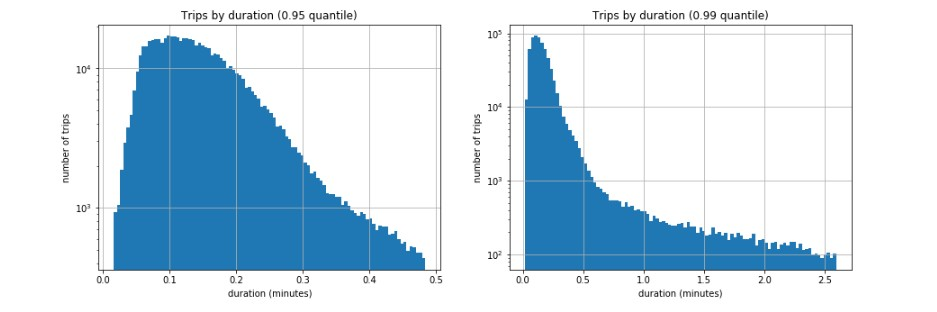 Trips by duration (0.95 quantile)
number of trips
10^4
10^3
0.0 0.1 0.2 0.3 0.4 0.5
duration (minutes)
Trips by duration (0.99 quantile)
number of trips
10^5
10^4
10^3
10^2
0.0 0.5 1.0 1.5 2.0 2.5
duration (minutes)